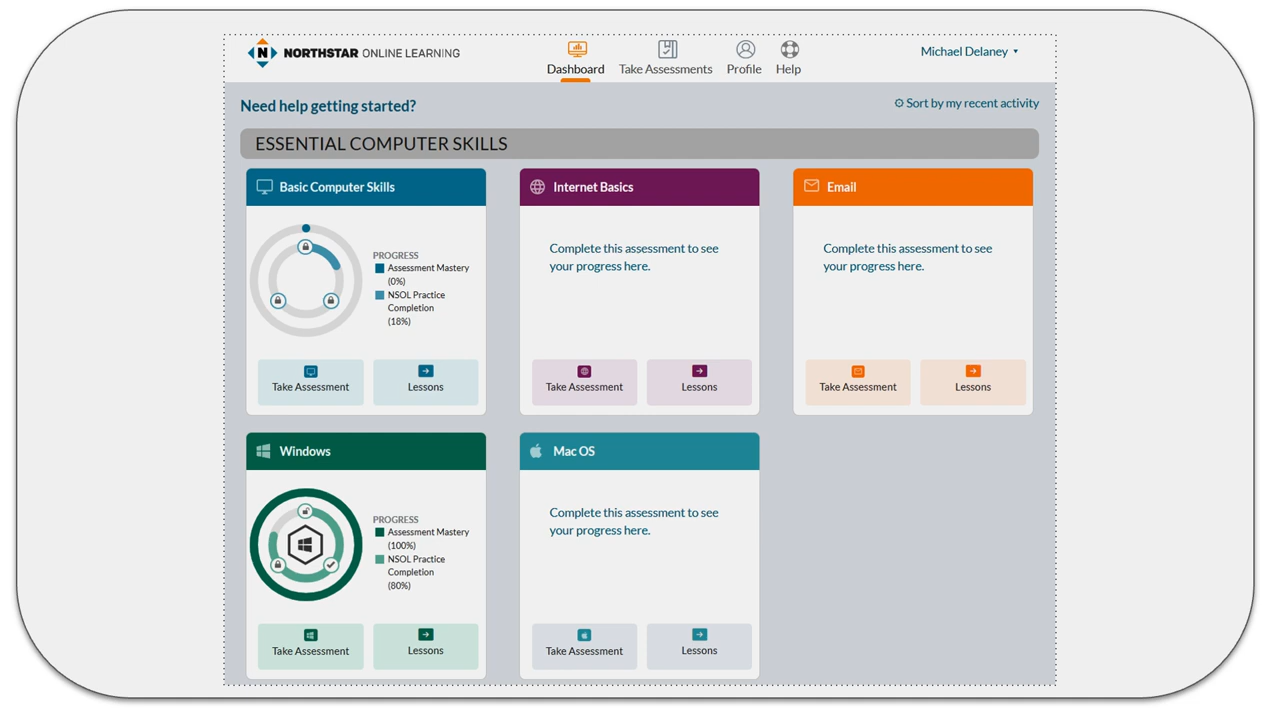 NORTHSTAR ONLINE LEARNING
Dashboard
Take Assessments
Profile
Help
Michael Delaney
Need help getting started?
Sort by my recent activity
ESSENTIAL COMPUTER SKILLS
Basic Computer Skills
PROGRESS
Assessment Mastery
(0%)
NSOL Practice
Completion
(18%)
Take Assessment
Lessons
Internet Basics
Complete this assessment to see
your progress here.
Take Assessment
Lessons
Email
Complete this assessment to see
your progress here.
Take Assessment
Lessons
Windows
PROGRESS
Assessment Mastery
(100%)
NSOL Practice
Completion
(80%)
Take Assessment
Lessons
Mac OS
Complete this assessment to see
your progress here.
Take Assessment
Lessons